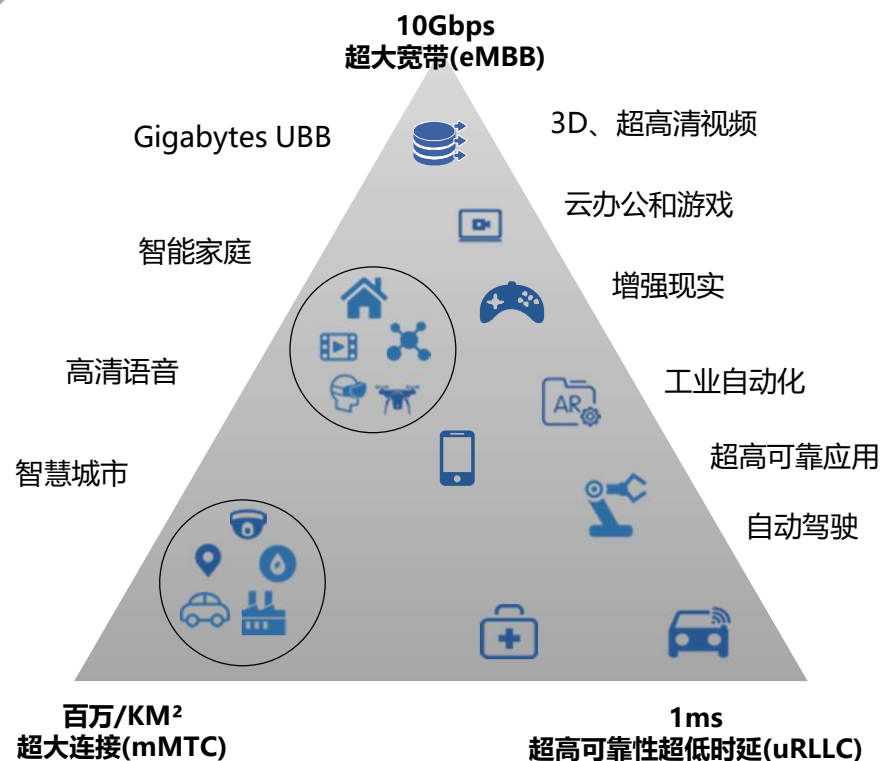 10Gbps
超大宽带(eMBB)
Gigabytes UBB
3D、超高清视频
云办公和游戏
智能家庭
增强现实
高清语音
工业自动化
AR
超高可靠应用
智慧城市
自动驾驶
百万/KM²
超大连接(mMTC)
1ms
超高可靠性超低时延(uRLLC)